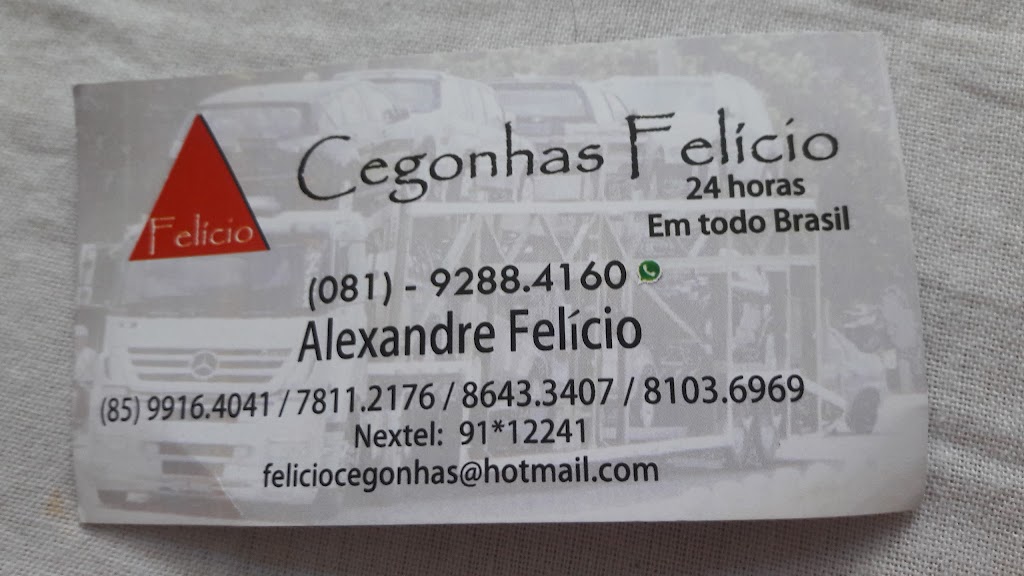 Cegonhas Felício
24 horas
Em todo Brasil
Felicio
(081) - 9288.4160
Alexandre Felício
(85) 9916.4041 / 7811.2176 / 8643.3407 / 8103.6969
Nextel: 91*12241
feliciocegonhas@hotmail.com